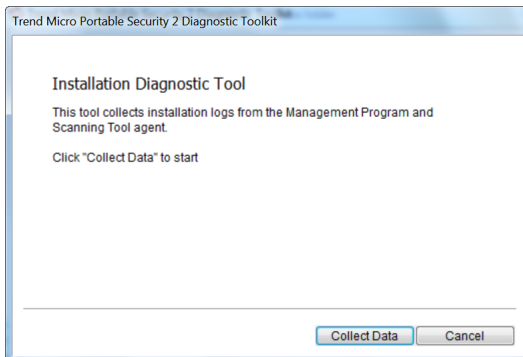 Trend Micro Portable Security 2 Diagnostic Toolkit
Installation Diagnostic Tool
This tool collects installation logs from the Management Program and
Scanning Tool agent.
Click "Collect Data" to start
Collect Data
Cancel